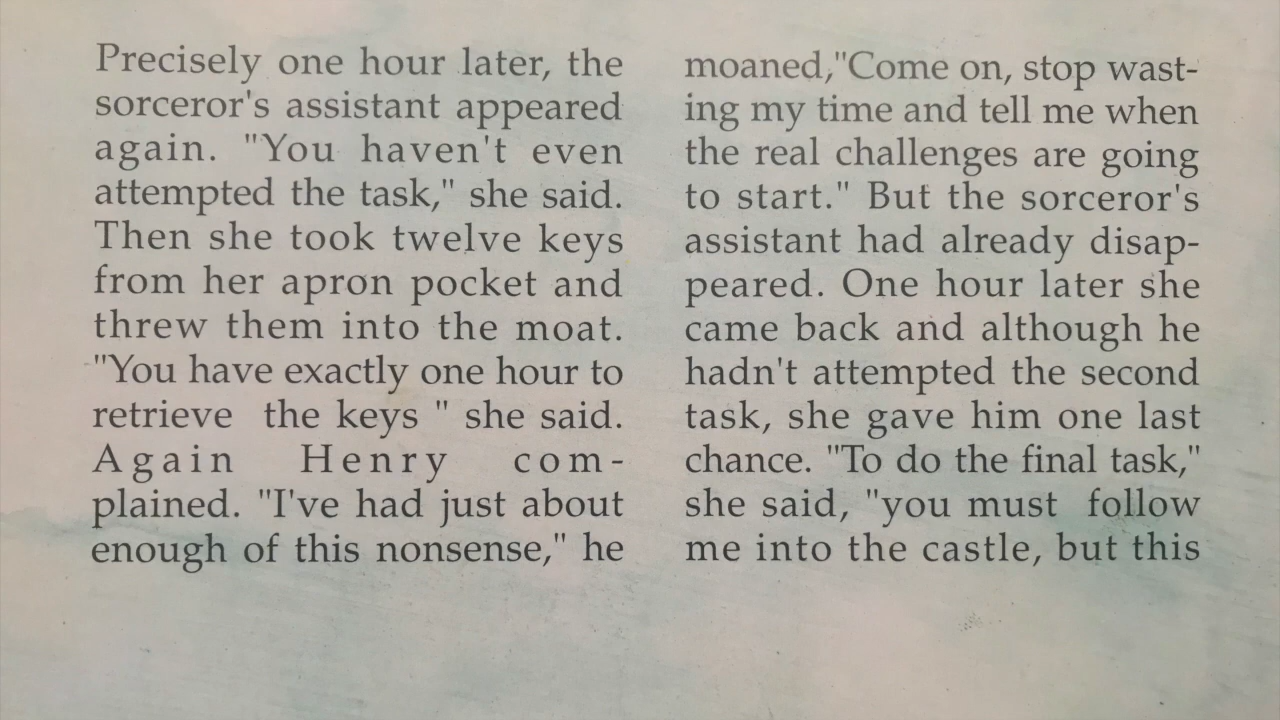 Precisely one hour later, the
sorceror's assistant appeared
again. "You haven't even
attempted the task," she said.
Then she took twelve keys
from her apron pocket and
threw them into the moat.
"You have exactly one hour to
retrieve the keys " she said.
Again Henry com-
plained. "I've had just about
enough of this nonsense," he
moaned,"Come on, stop wast-
ing my time and tell me when
the real challenges are going
to start." But the sorceror's
assistant had already disap-
peared. One hour later she
came back and although he
hadn't attempted the second
task, she gave him one last
chance. "To do the final task,"
she said, "you must follow
me into the castle, but this